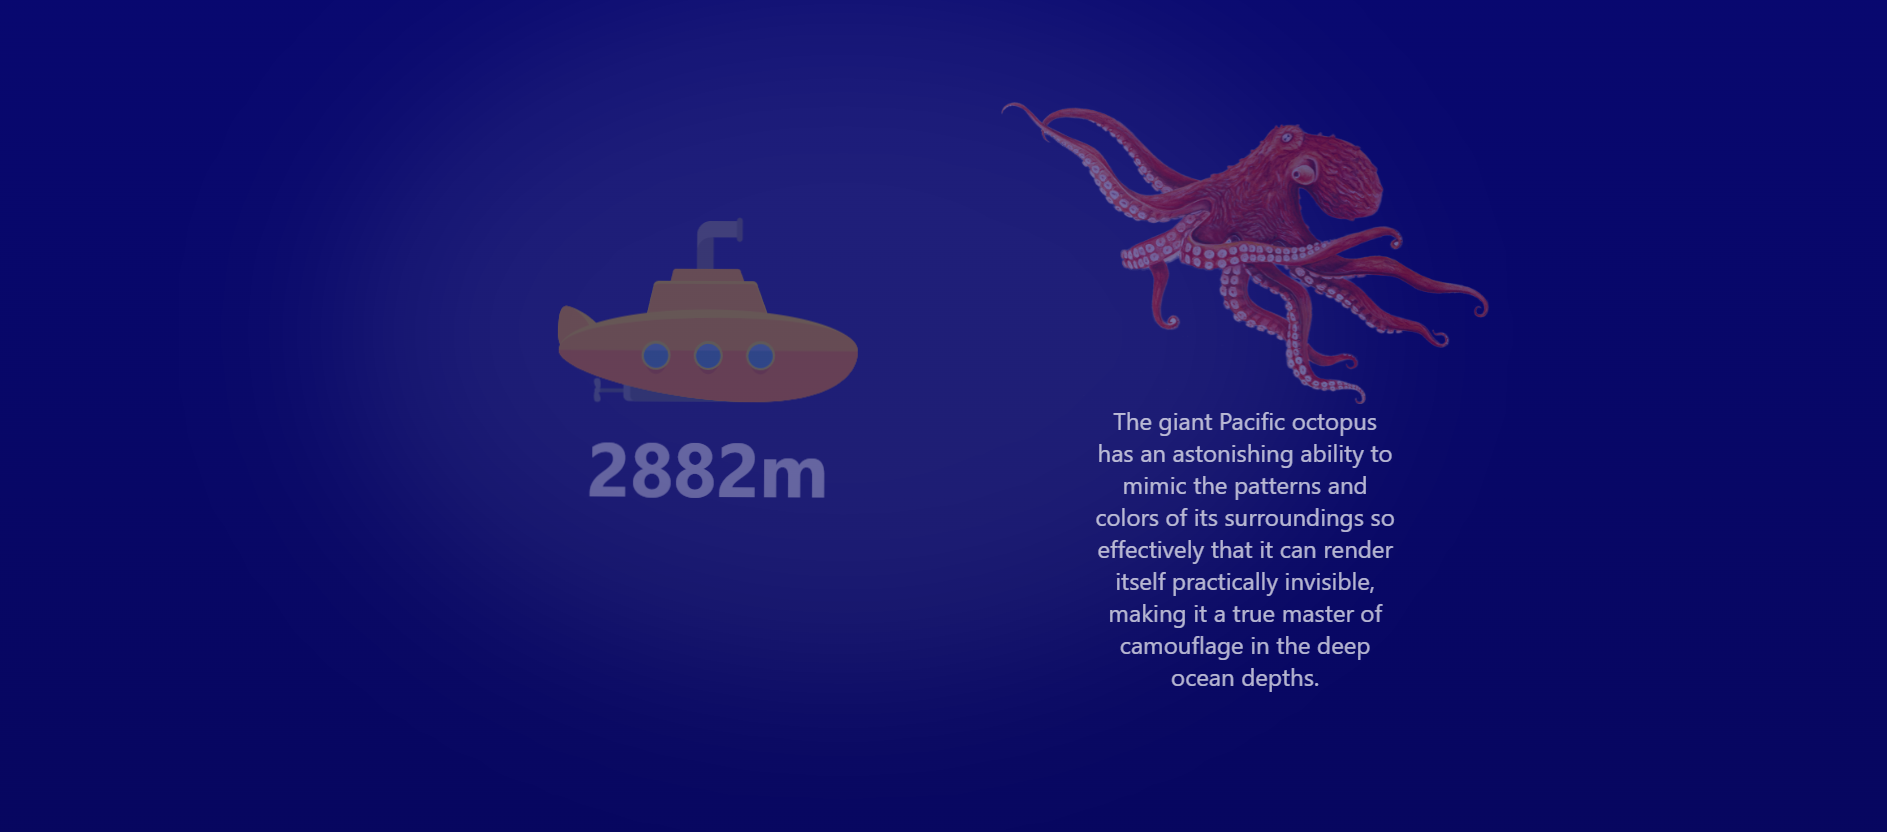 2882m
The giant Pacific octopus
has an astonishing ability to
mimic the patterns and
colors of its surroundings so
effectively that it can render
itself practically invisible,
making it a true master of
camouflage in the deep
ocean depths.